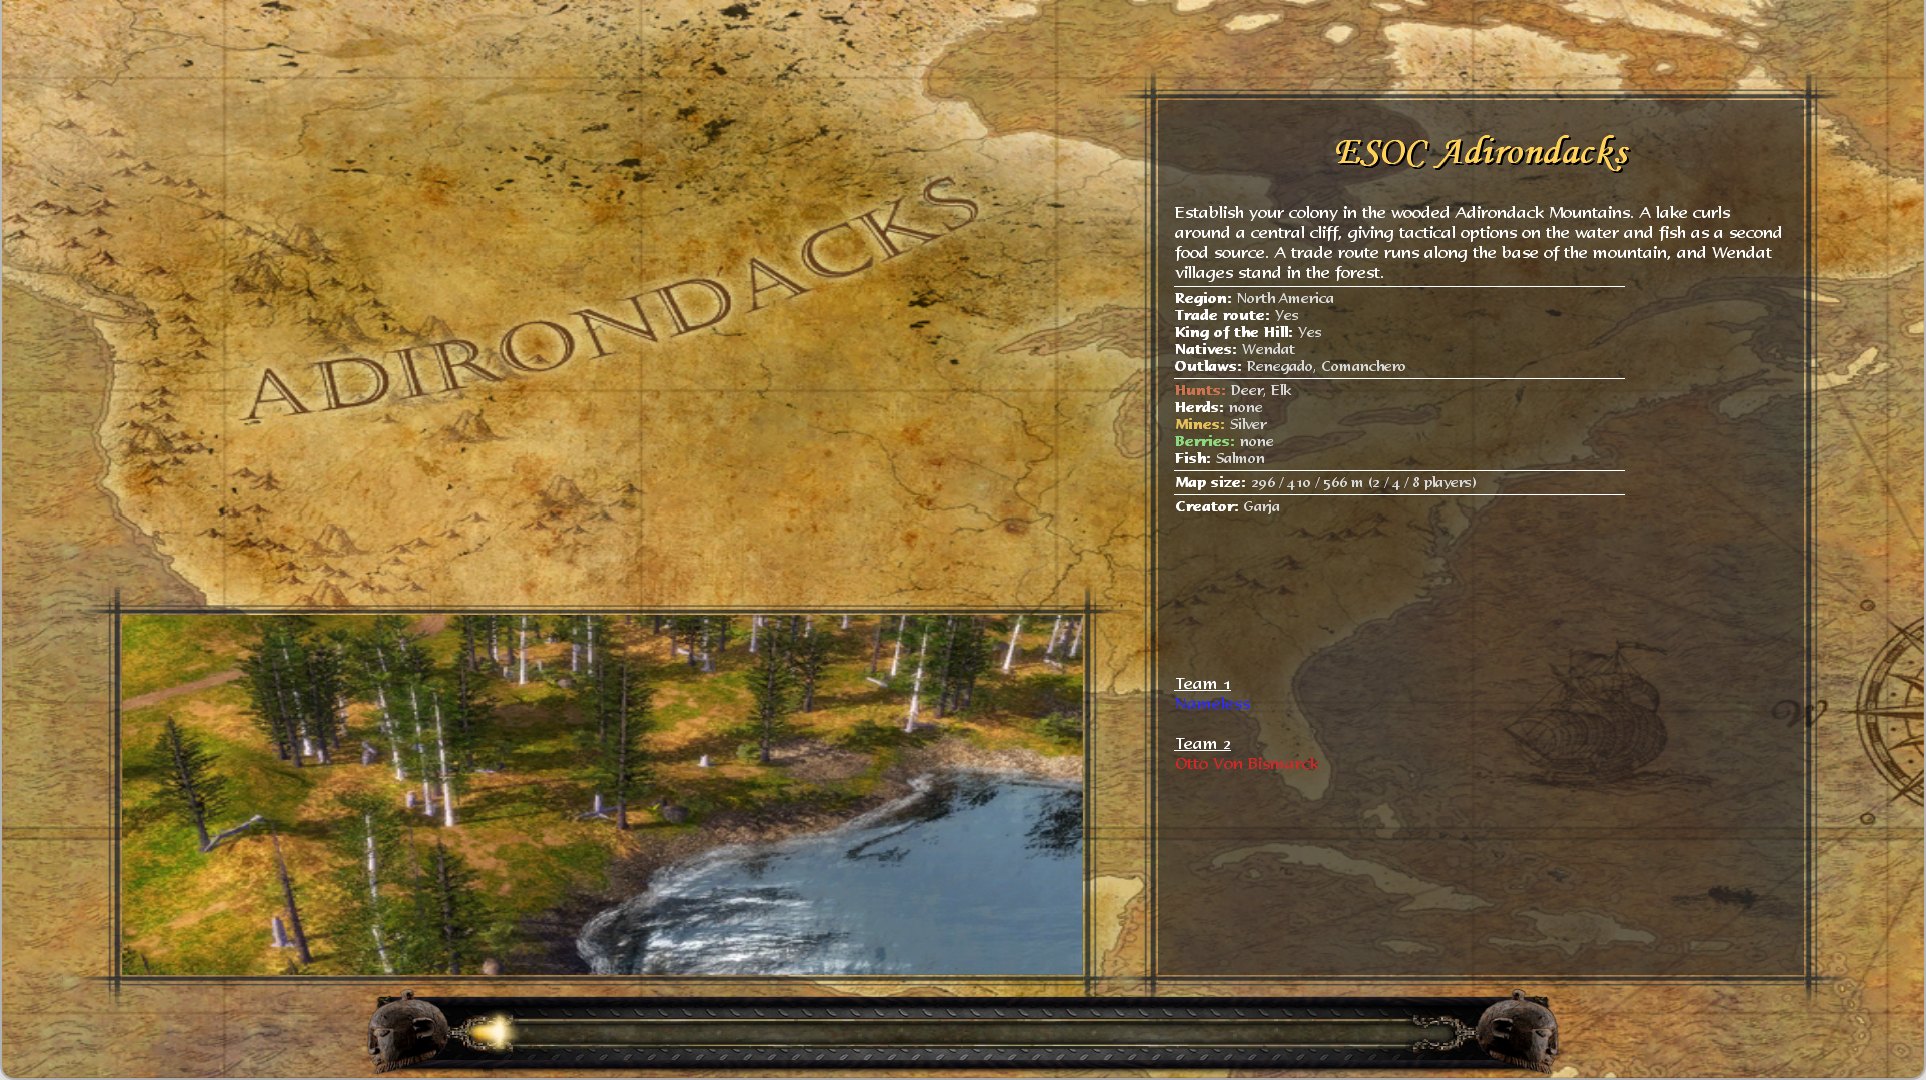 ADIRONDACKS
ESOC Adirondacks
Establish your colony in the wooded Adirondack Mountains. A lake curls
around a central cliff, giving tactical options on the water and fish as a second
food source. A trade route runs along the base of the mountain, and Wendat
villages stand in the forest.
Region: North America
Trade route: Yes
King of the Hill: Yes
Natives: Wendat
Outlaws: Renegado, Comanchero
Hunts: Deer, Elk
Herds: none
Mines: Silver
Berries: none
Fish: Salmon
Map size: 296 / 410 / 566 m (2 / 4 / 8 players)
Creator: Garja
Team 1
Nameless
Team 2
Otto Von Bismarck
W